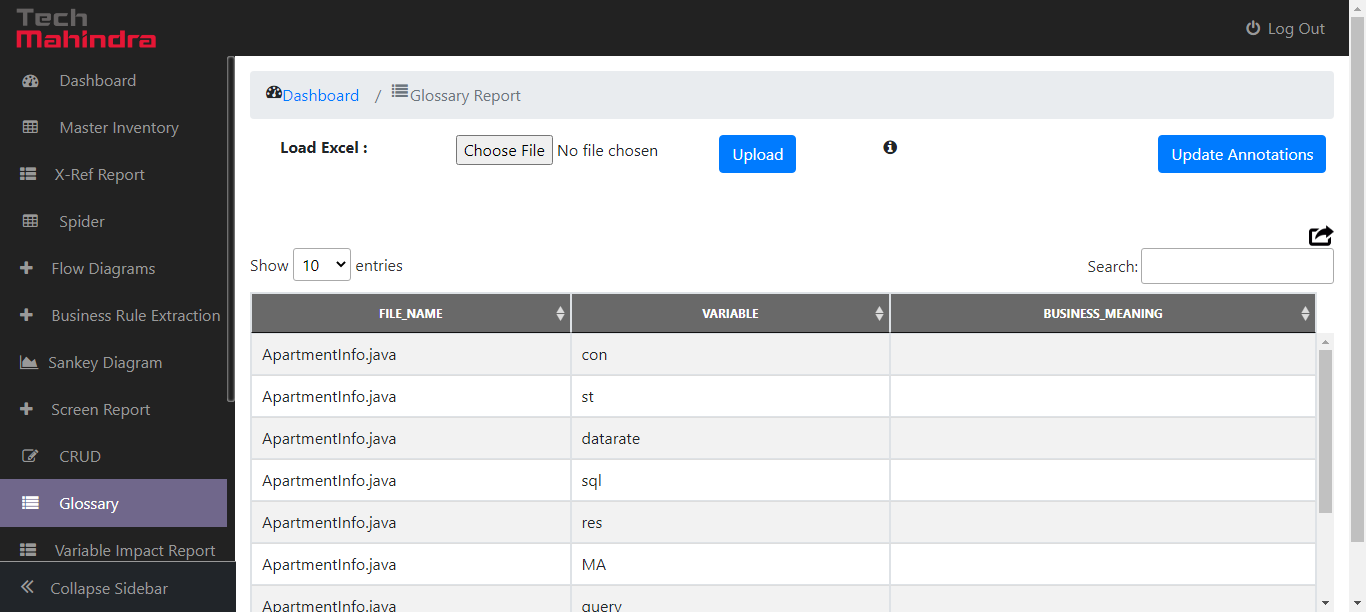 Tech
Mahindra
Log Out
Dashboard
Master Inventory
X-Ref Report
Spider
Flow Diagrams
Business Rule Extraction
Sankey Diagram
Screen Report
CRUD
Glossary
Variable Impact Report
Collapse Sidebar
Dashboard / Glossary Report
Load Excel : Choose File No file chosen Upload Update Annotations
Show 10 entries Search:
FILE_NAME VARIABLE BUSINESS_MEANING
ApartmentInfo.java con
ApartmentInfo.java st
ApartmentInfo.java datarate
ApartmentInfo.java sql
ApartmentInfo.java res
ApartmentInfo.java MA
ApartmentInfo.java query